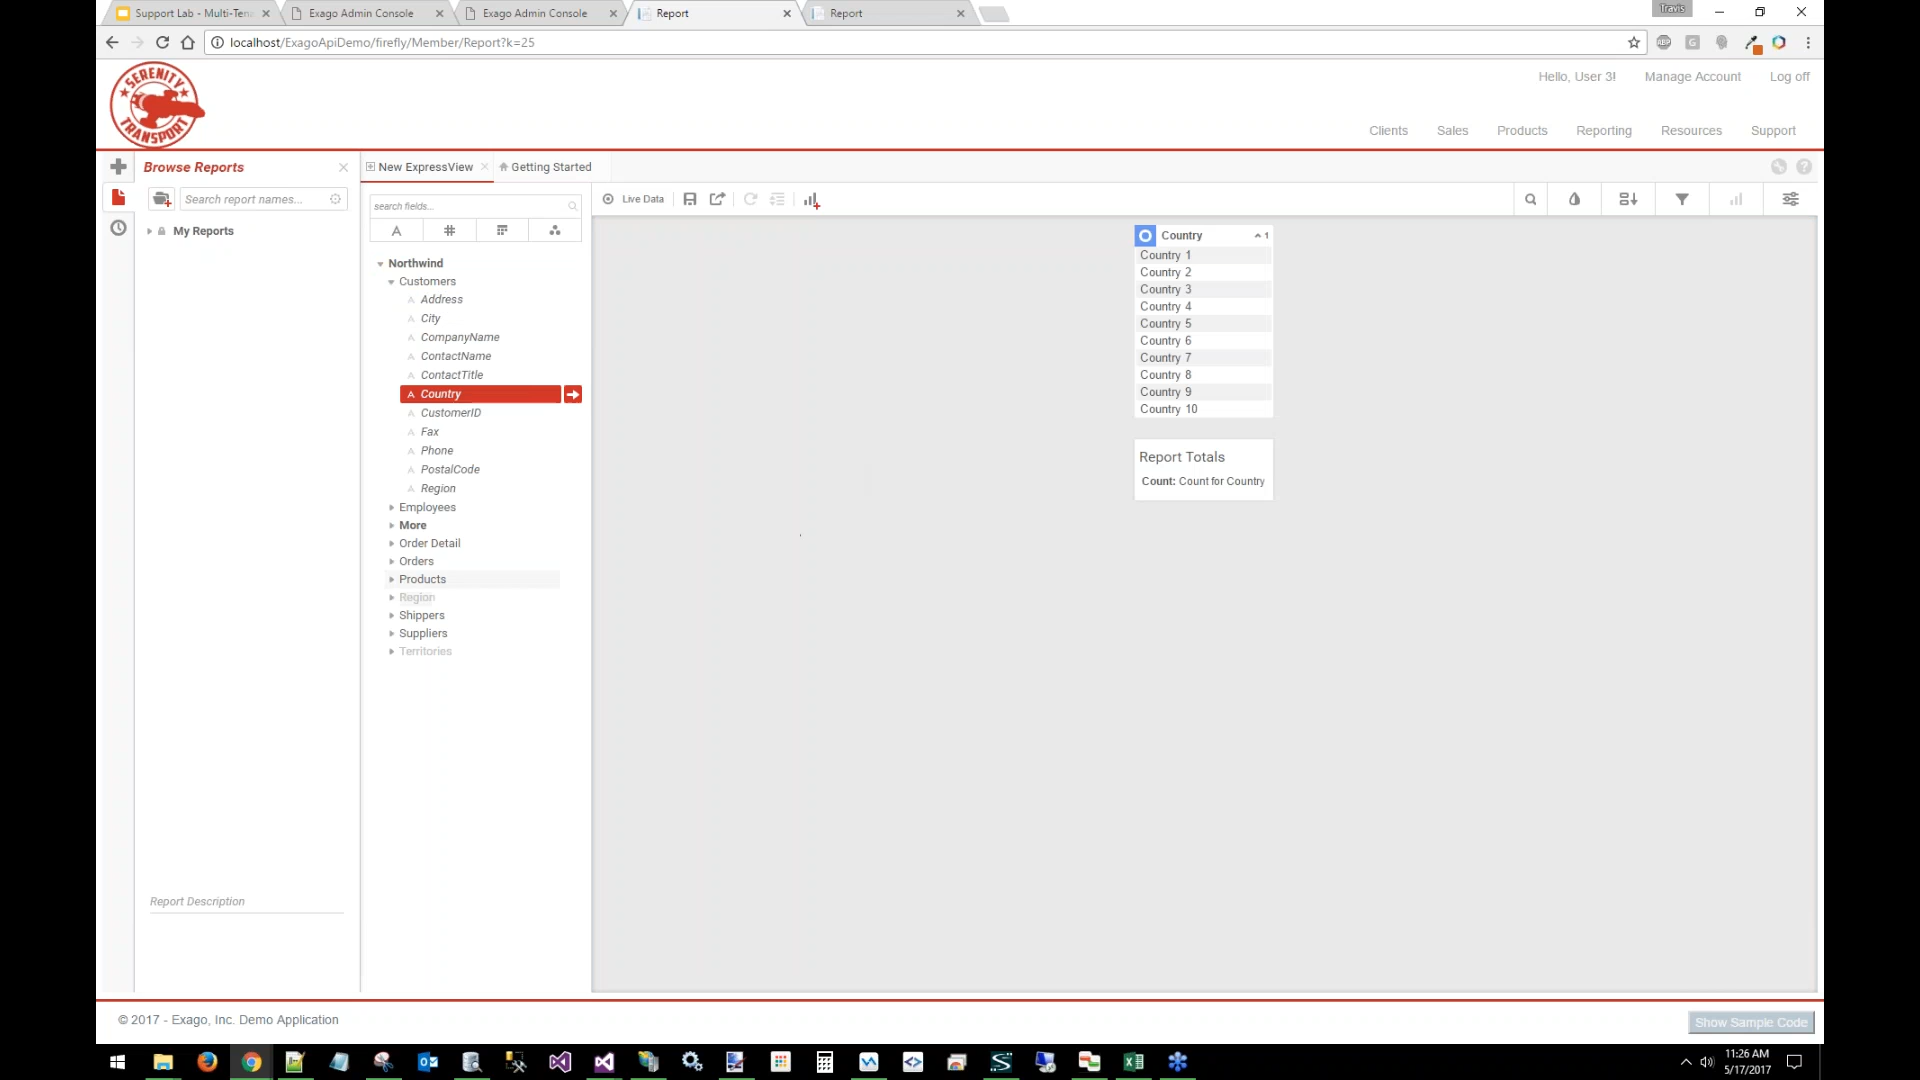 Support Lab - Multi-Ten
Exago Admin Console
Exago Admin Console
Report
Report
Travis
localhost/ExagoApiDemo/firefly/Member/Report?k=25
ABP
G
SERENITY
TRANSPORT
Hello, User 3!
Manage Account
Log off
Clients
Sales
Products
Reporting
Resources
Support
Browse Reports
New ExpressView
Getting Started
Search report names...
My Reports
search fields...
Live Data
A
#
Northwind
Customers
A Address
A City
A CompanyName
A ContactName
A ContactTitle
A Country
A CustomerID
A Fax
A Phone
A PostalCode
A Region
Employees
More
Order Detail
Orders
Products
Region
Shippers
Suppliers
Territories
Country
1
Country 1
Country 2
Country 3
Country 4
Country 5
Country 6
Country 7
Country 8
Country 9
Country 10
Report Totals
Count: Count for Country
Report Description
© 2017 - Exago, Inc. Demo Application
Show Sample Code
11:26 AM
5/17/2017